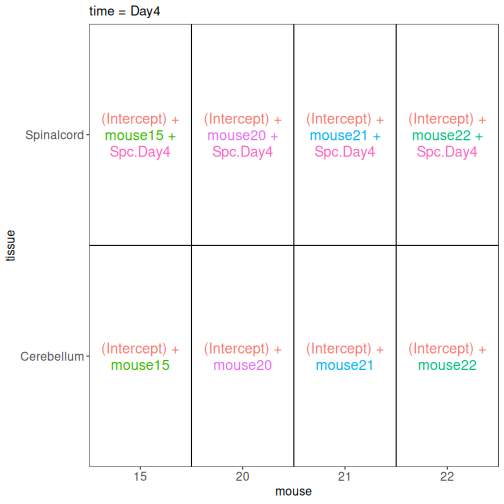 time = Day4
Spinalcord
(Intercept) +
mouse15 +
Spc.Day4
(Intercept) +
mouse20 +
Spc.Day4
(Intercept) +
mouse21 +
Spc.Day4
(Intercept) +
mouse22 +
Spc.Day4
tissue
Cerebellum
(Intercept) +
mouse15
(Intercept) +
mouse20
(Intercept) +
mouse21
(Intercept) +
mouse22
15 20 21 22
mouse